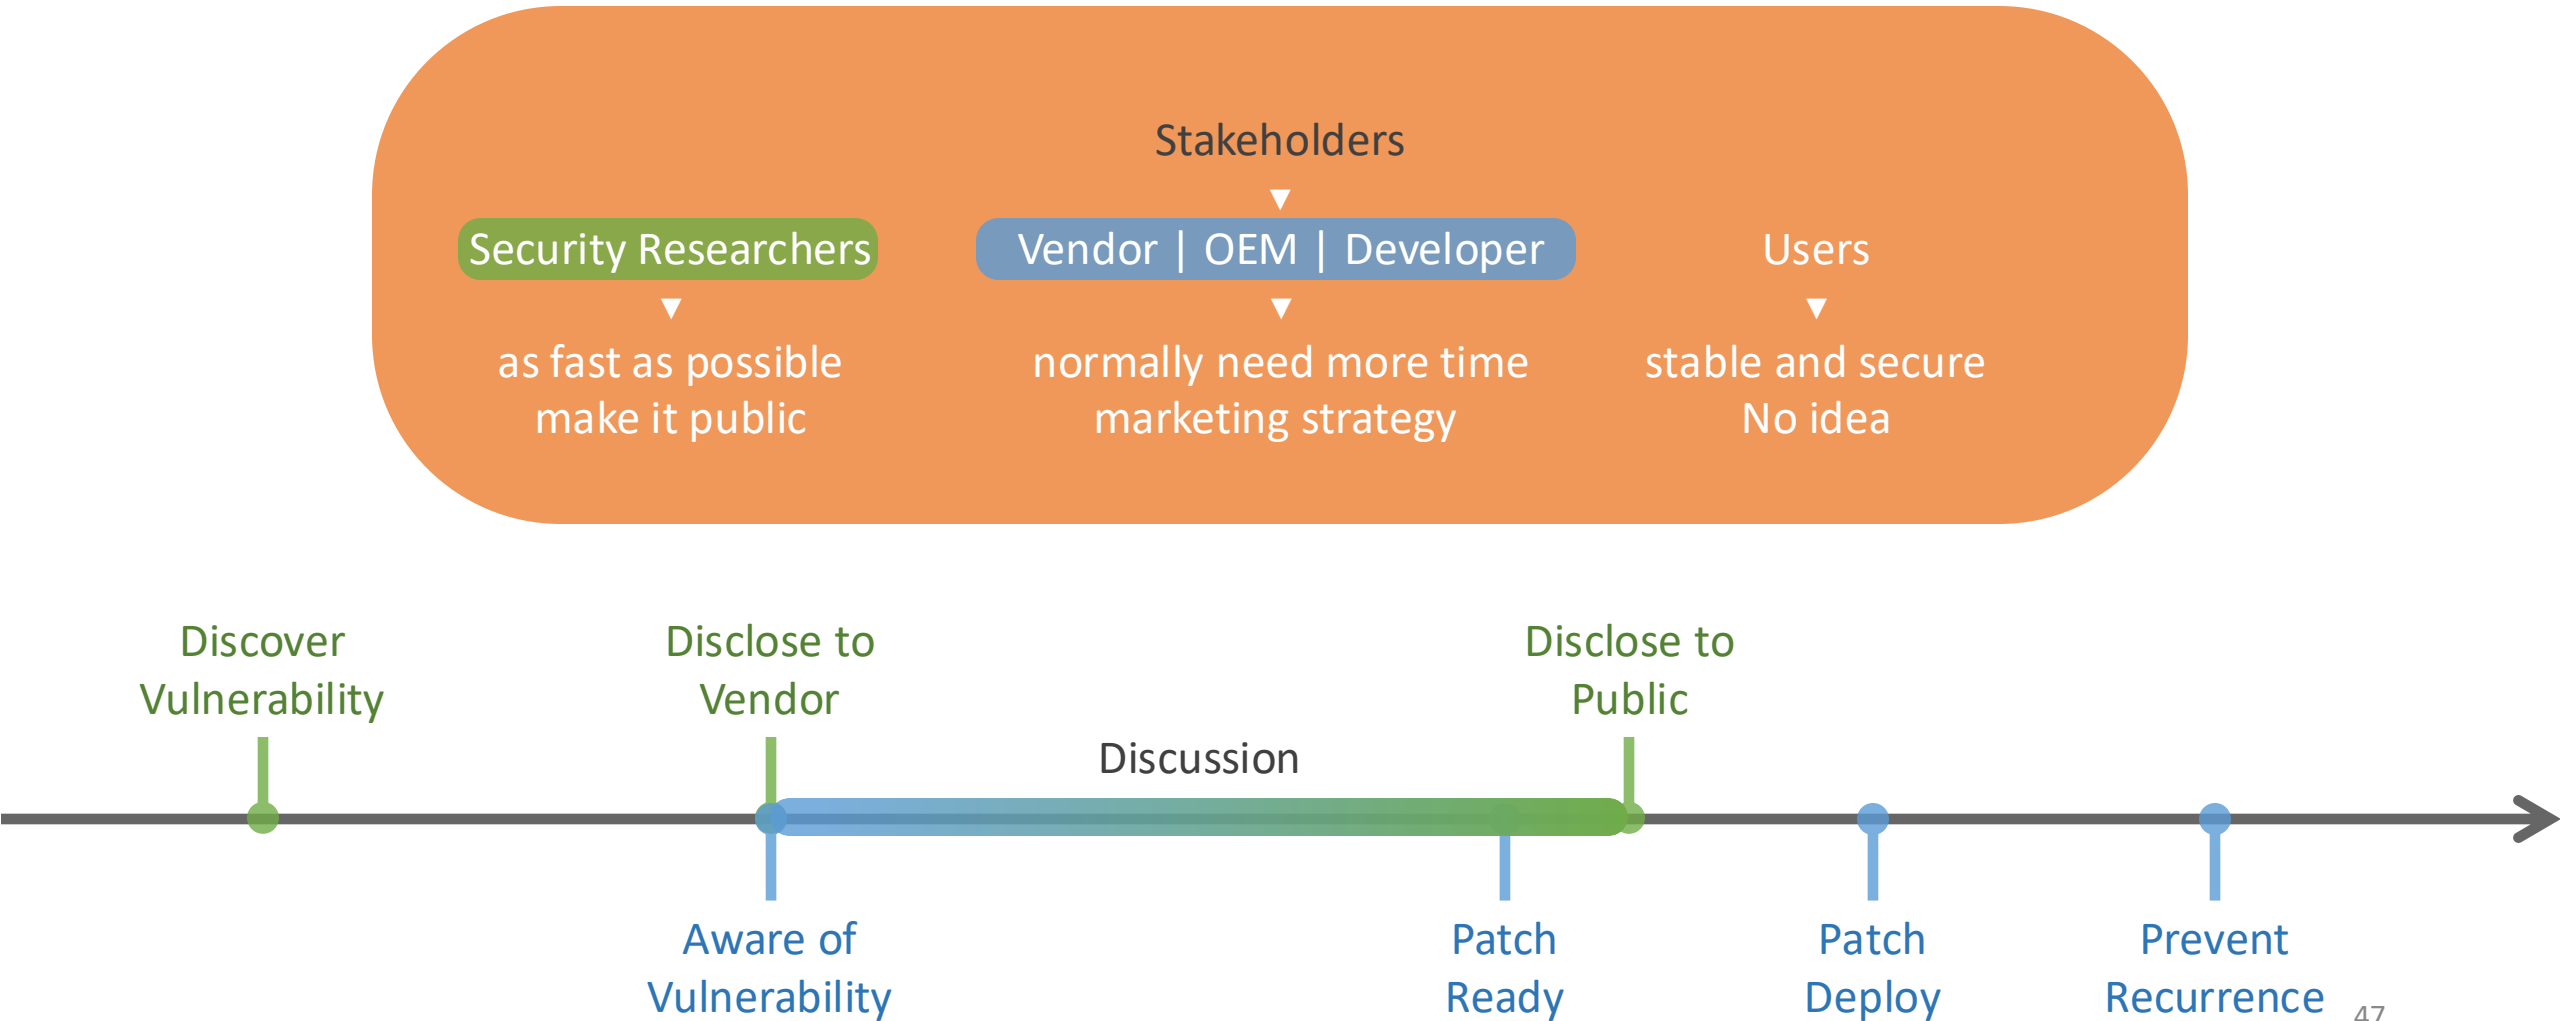 Stakeholders
▼
Security Researchers
Vendor | OEM | Developer
Users
▼
▼
▼
as fast as possible
make it public
normally need more time
marketing strategy
stable and secure
No idea
Discover
Vulnerability
Disclose to
Vendor
Discussion
Disclose to
Public
Aware of
Vulnerability
Patch
Ready
Patch
Deploy
Prevent
Recurrence
47